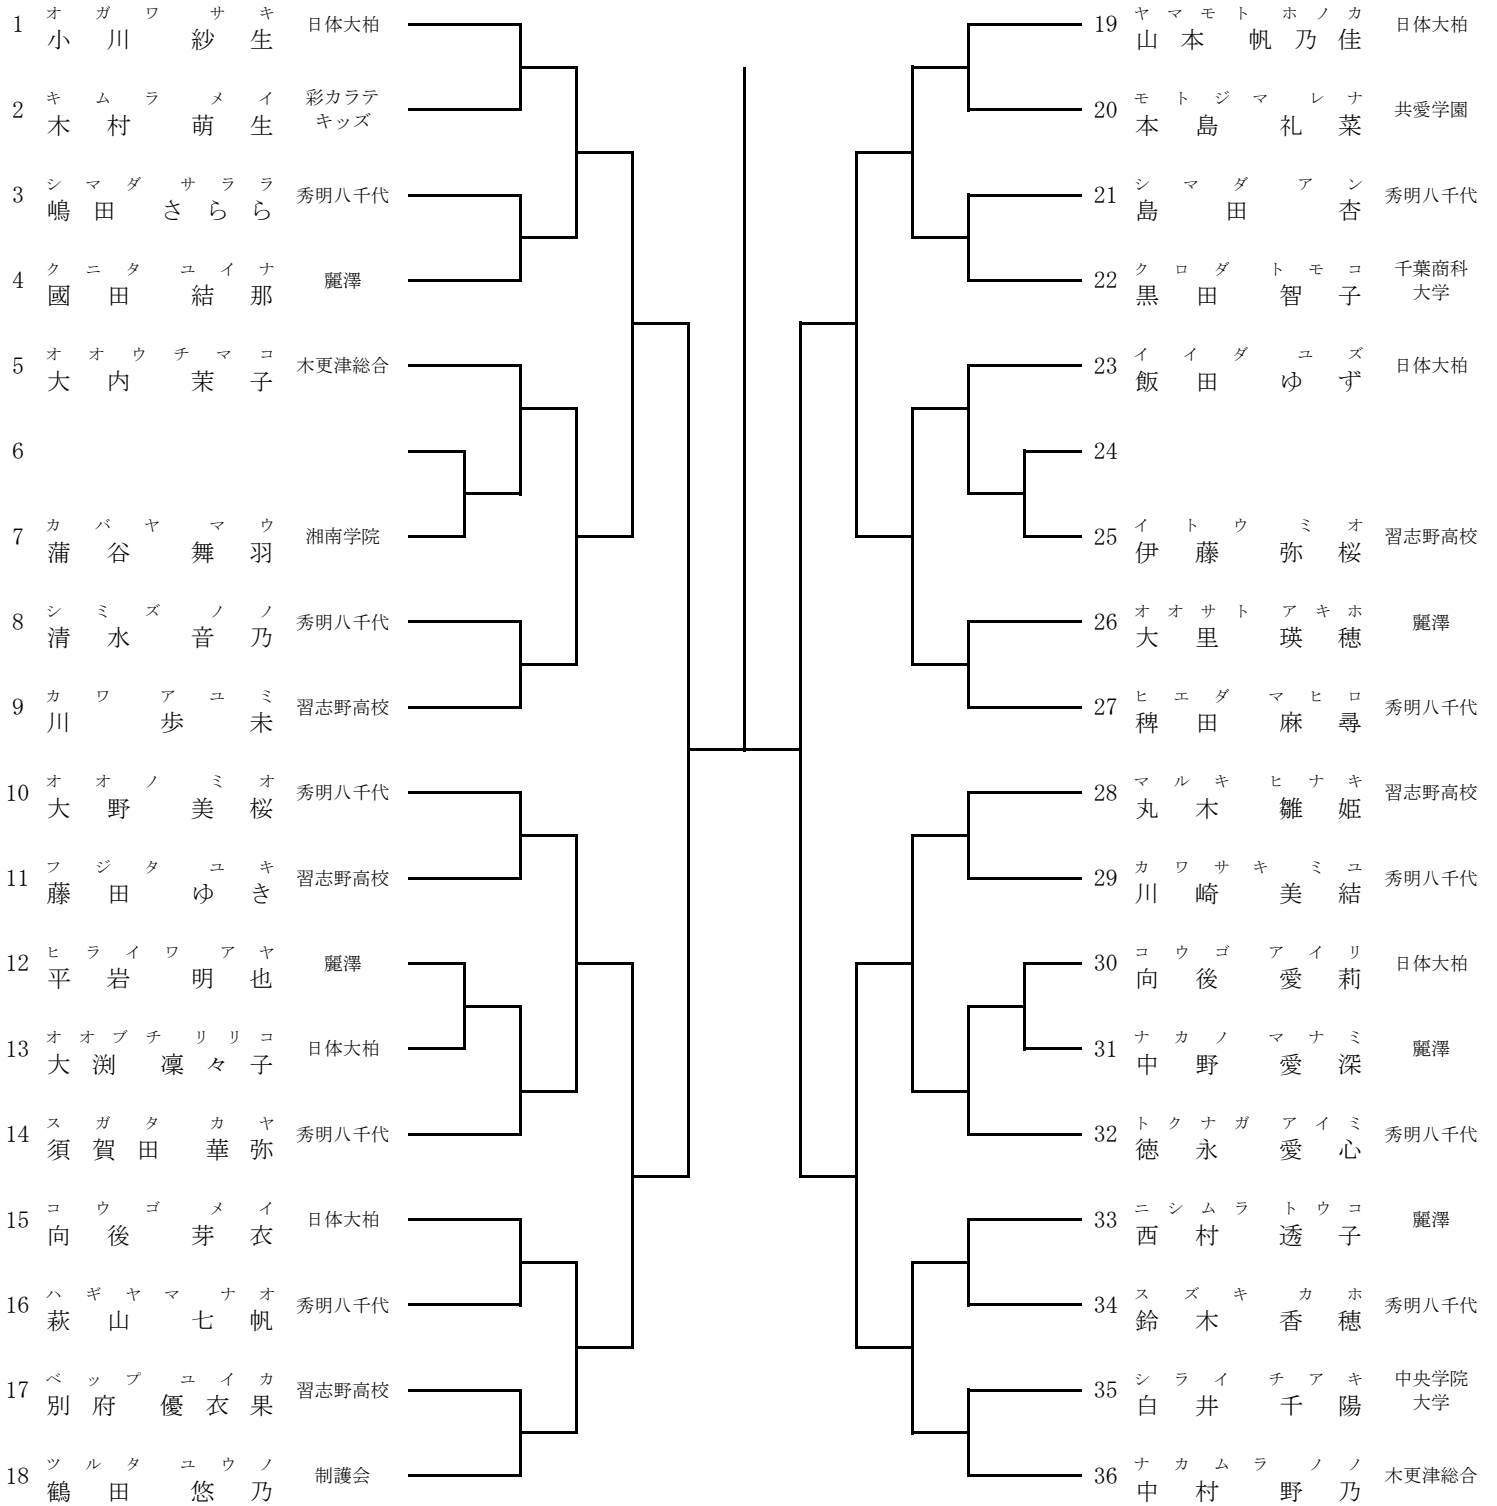 オガワ サキ
1 小川 紗生 日体大柏
キムラ メイ
2 木村 萌生 彩カラテ
キッズ
シマダ サララ
3 嶋田 さらら 秀明八千代
クニタ ユイナ
4 國田 結那 麗澤
オオウチマコ
5 大内 茉子 木更津総合
6
カバヤ マウ
7 蒲谷 舞羽 湘南学院
シミズ ノノ
8 清水 音乃 秀明八千代
カワ アユミ
9 川 歩未 習志野高校
オオノ ミオ
10 大野 美桜 秀明八千代
フジタ ユキ
11 藤田 ゆき 習志野高校
ヒライワ アヤ
12 平岩 明也 麗澤
オオブチ リリコ
13 大渕 凜々子 日体大柏
スガタ カヤ
14 須賀田 華弥 秀明八千代
コウゴ メイ
15 向後 芽衣 日体大柏
ハギヤマ ナオ
16 萩山 七帆 秀明八千代
ベップ ユイカ
17 別府 優衣果 習志野高校
ツルタ ユウノ
18 鶴田 悠乃 制護会
ヤマモト ホノカ
19 山本 帆乃佳 日体大柏
モトジマ レナ
20 本島 礼菜 共愛学園
シマダ アン
21 島田 杏 秀明八千代
クロダ トモコ
22 黒田 智子 千葉商科
大学
イイダ ユズ
23 飯田 ゆず 日体大柏
24
イトウ ミオ
25 伊藤 弥桜 習志野高校
オオサト アキホ
26 大里 瑛穂 麗澤
ヒエダ マヒロ
27 稗田 麻尋 秀明八千代
マルキ ヒナキ
28 丸木 雛姫 習志野高校
カワサキ ミユ
29 川崎 美結 秀明八千代
コウゴ アイリ
30 向後 愛莉 日体大柏
ナカノ マナミ
31 中野 愛深 麗澤
トクナガ アイミ
32 徳永 愛心 秀明八千代
ニシムラ トウコ
33 西村 透子 麗澤
スズキ カホ
34 鈴木 香穂 秀明八千代
シライ チアキ
35 白井 千陽 中央学院
大学
ナカムラ ノノ
36 中村 野乃 木更津総合